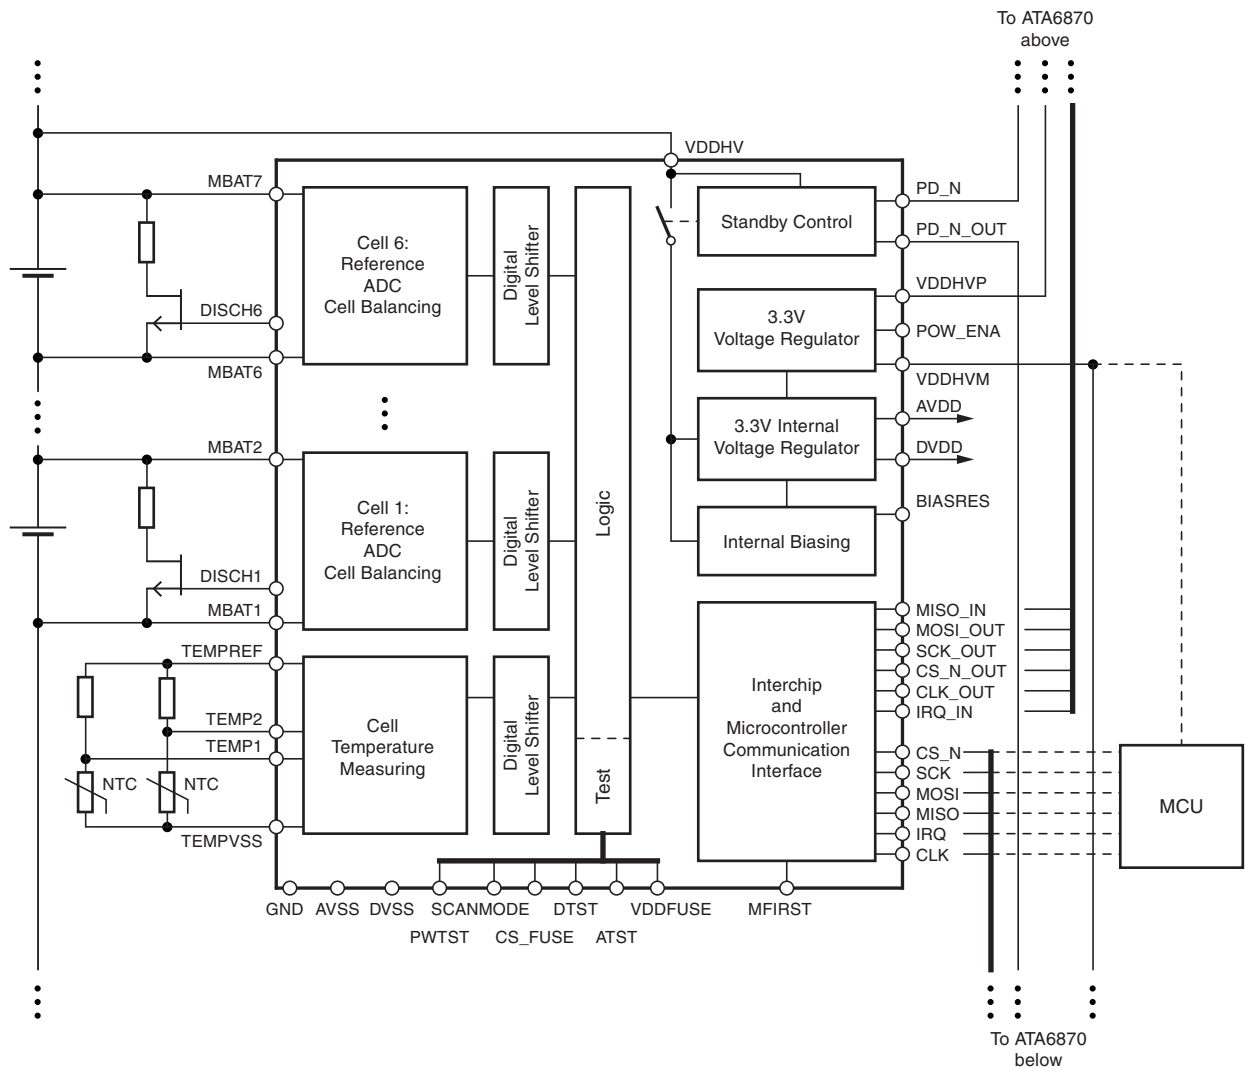 To ATA6870
above
VDDHV
MBAT7
PD_N
Cell 6:
Reference
ADC
Cell Balancing
Digital
Level Shifter
Standby Control
PD_N_OUT
DISCH6
VDDHVP
3.3V
Voltage Regulator
POW_ENA
MBAT6
VDDHVM
AVDD
3.3V Internal
Voltage Regulator
MBAT2
DVDD
Cell 1:
Reference
ADC
Cell Balancing
Digital
Level Shifter
Logic
BIASRES
Internal Biasing
DISCH1
MBAT1
MISO_IN
MOSI_OUT
SCK_OUT
CS_N_OUT
CLK_OUT
IRQ_IN
TEMPREF
TEMP2
TEMP1
NTC
NTC
TEMPVSS
Cell
Temperature
Measuring
Digital
Level Shifter
Test
Interchip
and
Microcontroller
Communication
Interface
CS_N
SCK
MOSI
MISO
IRQ
CLK
MCU
GND AVSS DVSS SCANMODE DTST VDDFUSE MFIRST
PWTST CS_FUSE ATST
To ATA6870
below